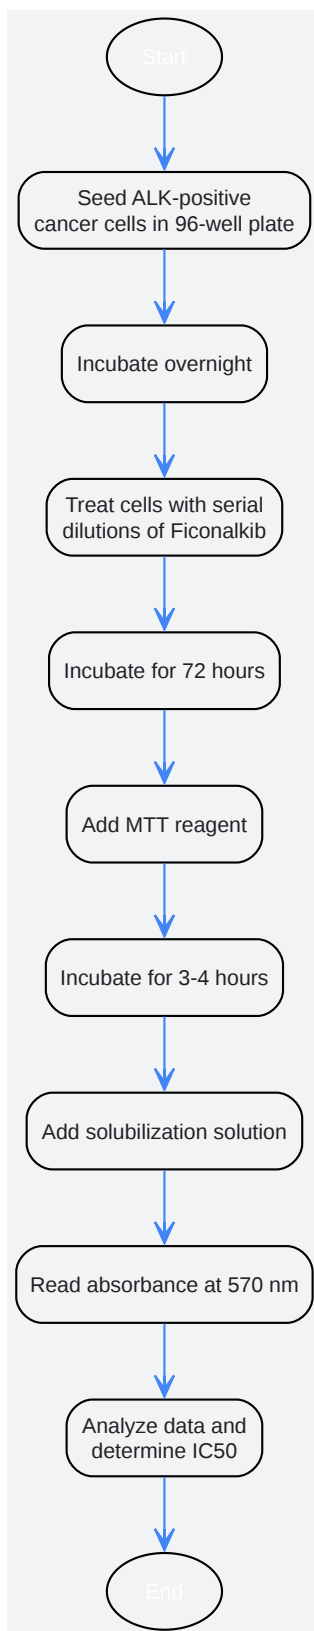 Start
Seed ALK-positive
cancer cells in 96-well plate
Incubate overnight
Treat cells with serial
dilutions of Ficonalkib
Incubate for 72 hours
Add MTT reagent
Incubate for 3-4 hours
Add solubilization solution
Read absorbance at 570 nm
Analyze data and
determine IC50
End